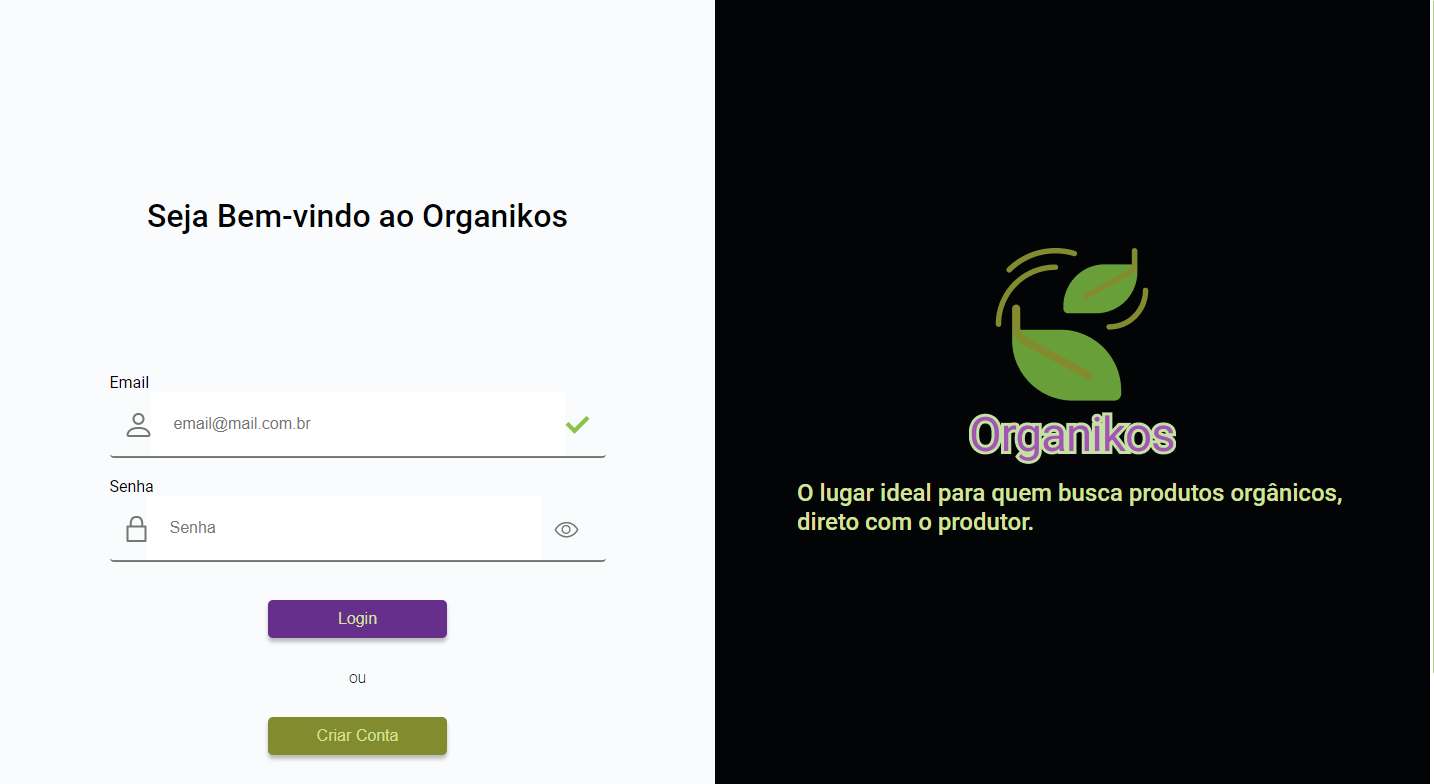 Seja Bem-vindo ao Organikos
Email
email@mail.com.br
Senha
Senha
Login
ou
Criar Conta
Organikos
O lugar ideal para quem busca produtos orgânicos,
direto com o produtor.